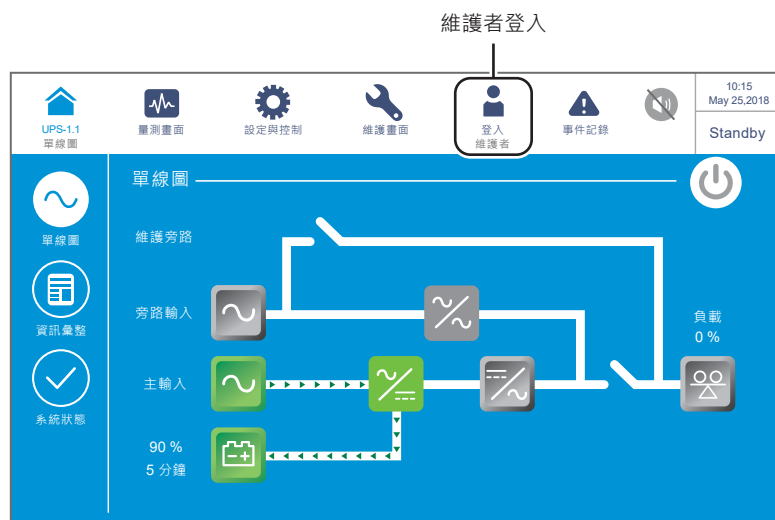 維護者登入
UPS-1.1
單線圖
量測畫面
設定與控制
維護畫面
登入
維護者
事件記錄
10:15
May 25,2018
Standby
單線圖
資訊彙整
系統狀態
單線圖
維護旁路
旁路輸入
主輸入
90 %
5 分鐘
負載
0 %